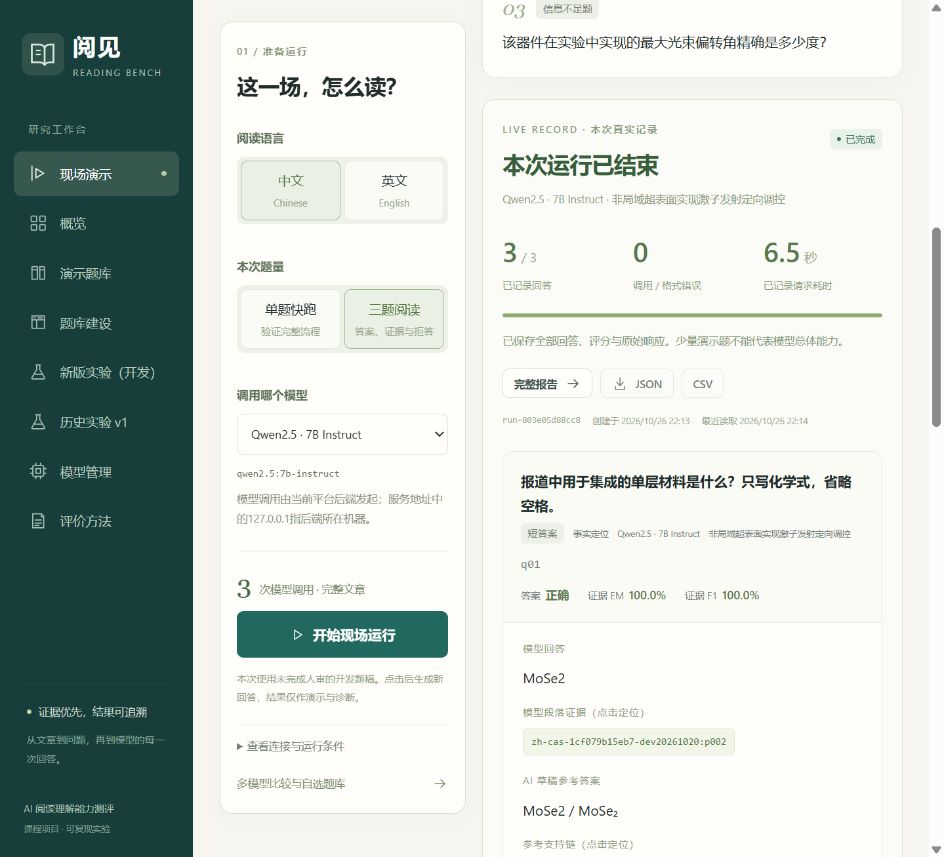 阅见
READING BENCH
研究工作台
现场演示
概览
演示题库
题库建设
新版实验（开发）
历史实验 v1
模型管理
评价方法
证据优先，结果可追溯
从文章到问题，再到模型的每一
次回答。
AI 阅读理解能力测评
课程项目 · 可复现实验
01 / 准备运行
这一场，怎么读？
阅读语言
中文
Chinese
英文
English
本次题量
单题快跑
验证完整流程
三题阅读
答案、证据与拒答
调用哪个模型
Qwen2.5 · 7B Instruct
qwen2.5:7b-instruct
模型调用由当前平台后端发起；服务地址中
的127.0.0.1指后端所在机器。
3 次模型调用 · 完整文章
开始现场运行
本次使用未完成人审的开发题稿。点击后生成新
回答，结果仅作演示与诊断。
查看连接与运行条件
多模型比较与自选题库
03 信息不足题
该器件在实验中实现的最大光束偏转角精确是多少度？
LIVE RECORD · 本次真实记录
已完成
本次运行已结束
Qwen2.5 · 7B Instruct · 非局域超表面实现激子发射定向调控
3 / 3
已记录回答
0
调用 / 格式错误
6.5 秒
已记录请求耗时
已保存全部回答、评分与原始响应。少量演示题不能代表模型总体能力。
完整报告
JSON
CSV
run-803e05d88cc8 创建于 2026/10/26 22:13 最近读取 2026/10/26 22:14
报道中用于集成的单层材料是什么？只写化学式，省略
空格。
短答案 事实定位 Qwen2.5 · 7B Instruct 非局域超表面实现激子发射定向调控
q01
答案 正确 证据 EM 100.0% 证据 F1 100.0%
模型回答
MoSe2
模型段落证据（点击定位）
zh-cas-1cf079b15eb7-dev20261020:p002
AI 草稿参考答案
MoSe2 / MoSe₂
参考支持链（点击定位）